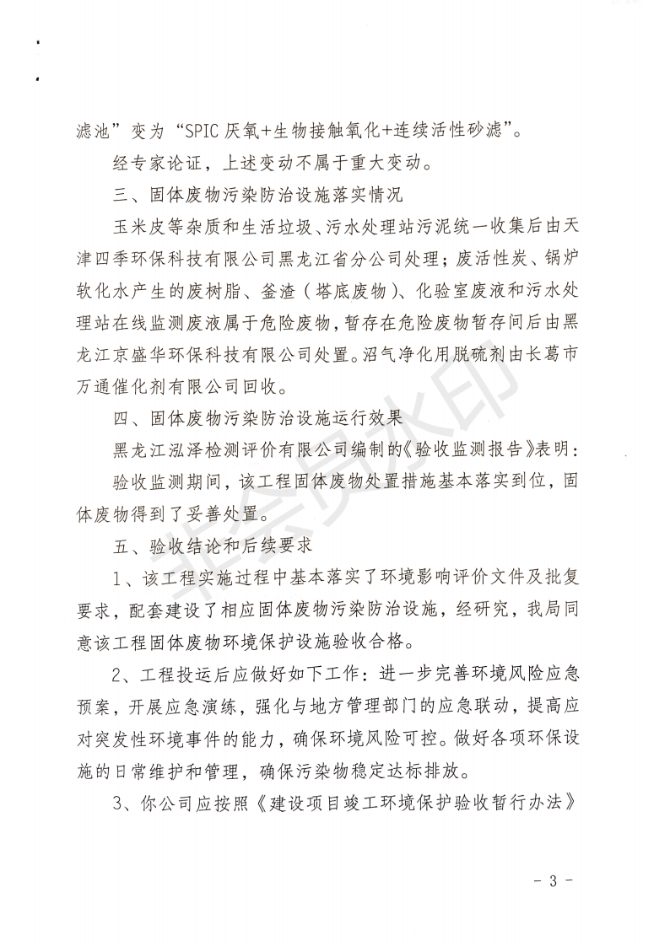 滤池”变为“SPIC 厌氧+生物接触氧化+连续活性砂滤”。
经专家论证，上述变动不属于重大变动。
三、固体废物污染防治设施落实情况
玉米皮等杂质和生活垃圾、污水处理站污泥统一收集后由天
津四季环保科技有限公司黑龙江省分公司处理；废活性炭、锅炉
软化水产生的废树脂、釜渣（塔底废物）、化验室废液和污水处
理站在线监测废液属于危险废物，暂存在危险废物暂存间后由黑
龙江京盛华环保科技有限公司处置。沼气净化用脱硫剂由长葛市
万通催化剂有限公司回收。
四、固体废物污染防治设施运行效果
黑龙江泓泽检测评价有限公司编制的《验收监测报告》表明：
验收监测期间，该工程固体废物处置措施基本落实到位，固
体废物得到了妥善处置。
五、验收结论和后续要求
1、该工程实施过程中基本落实了环境影响评价文件及批复
要求，配套建设了相应固体废物污染防治设施，经研究，我局同
意该工程固体废物环境保护设施验收合格。
2、工程投运后应做好如下工作：进一步完善环境风险应急
预案，开展应急演练，强化与地方管理部门的应急联动，提高应
对突发性环境事件的能力，确保环境风险可控。做好各项环保设
施的日常维护和管理，确保污染物稳定达标排放。
3、你公司应按照《建设项目竣工环境保护验收暂行办法》
- 3 -
非会员水印